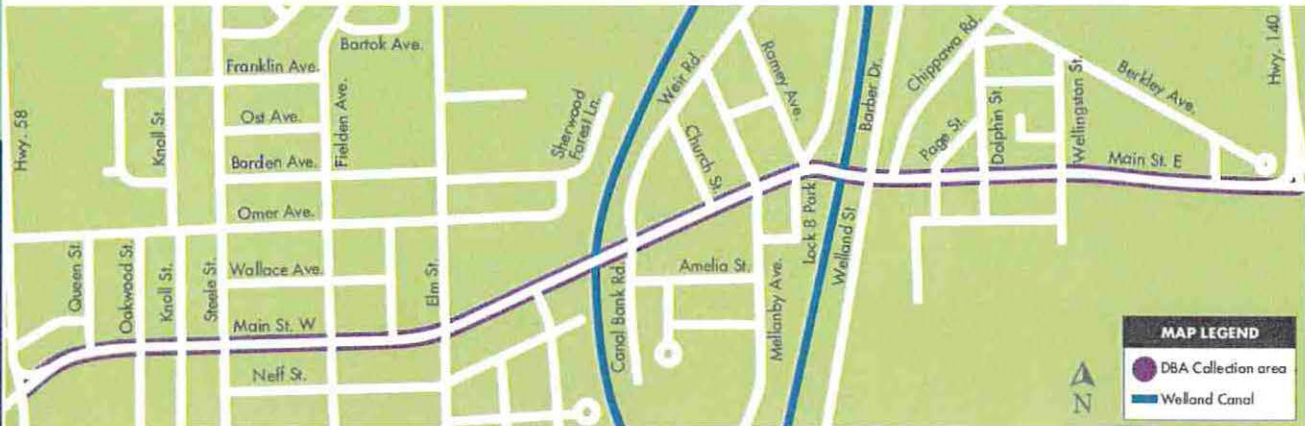 Bartok Ave.
Franklin Ave.
Ost Ave.
Barden Ave.
Omer Ave.
Wallace Ave.
Main St. W
Neff St.
Hwy. 58
Knoll St.
Fielden Ave.
Queen St.
Oakwood St.
Knoll St.
Steele St.
Elm St.
Sherwood
Forest Ln.
Weir Rd.
Ramey Ave.
Church St.
Canal Bank Rd.
Amelia St.
Mellanby Ave.
Lock 8 Park
Welland St
Barber Dr.
Chippawa Rd.
Page St.
Dolphin St.
Wellington St.
Berkley Ave.
Main St. E
Hwy. 140
N
MAP LEGEND
DBA Collection area
Welland Canal